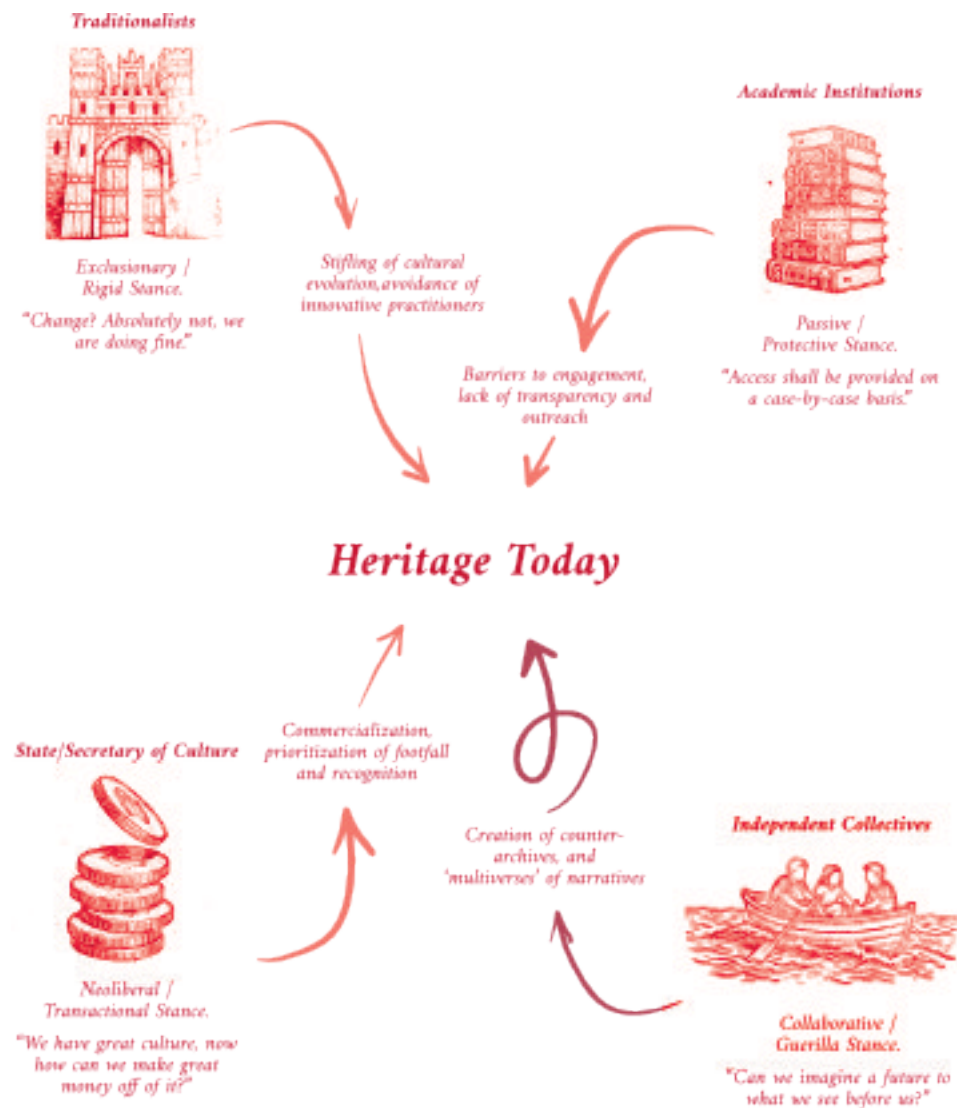 Traditionalists
Exclusionary /
Rigid Stance.
"Change? Absolutely not, we
are doing fine."
Stifling of cultural
evolution,avoidance of
innovative practitioners
Academic Institutions
Passive /
Protective Stance.
"Access shall be provided on
a case-by-case basis."
Barriers to engagement,
lack of transparency and
outreach
Heritage Today
State/Secretary of Culture
Neoliberal /
Transactional Stance.
"We have great culture, now
how can we make great
money off of it?"
Commercialization,
prioritization of footfall
and recognition
Creation of counter-
archives, and
'multiverses' of narratives
Independent Collectives
Collaborative /
Guerilla Stance.
"Can we imagine a future to
what we see before us?"